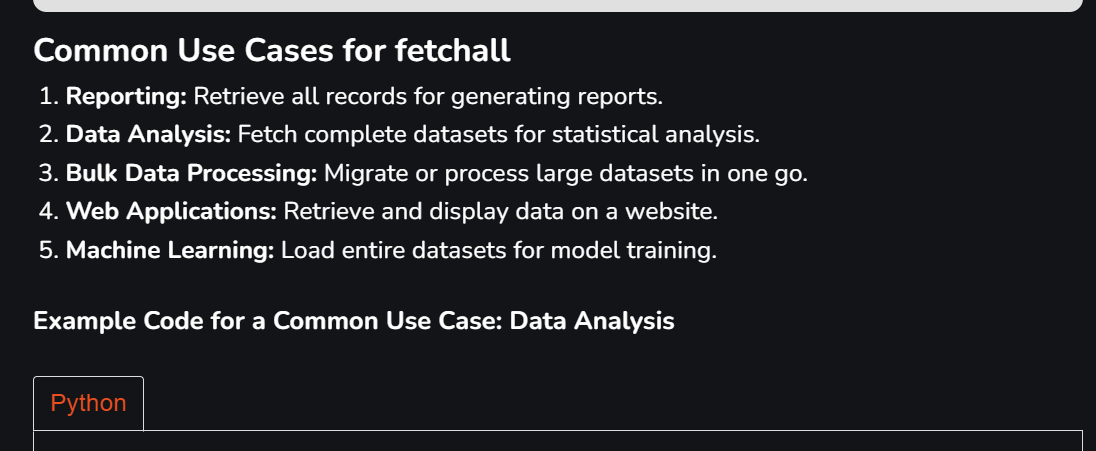 Common Use Cases for fetchall
1. Reporting: Retrieve all records for generating reports.
2. Data Analysis: Fetch complete datasets for statistical analysis.
3. Bulk Data Processing: Migrate or process large datasets in one go.
4. Web Applications: Retrieve and display data on a website.
5. Machine Learning: Load entire datasets for model training.
Example Code for a Common Use Case: Data Analysis
Python